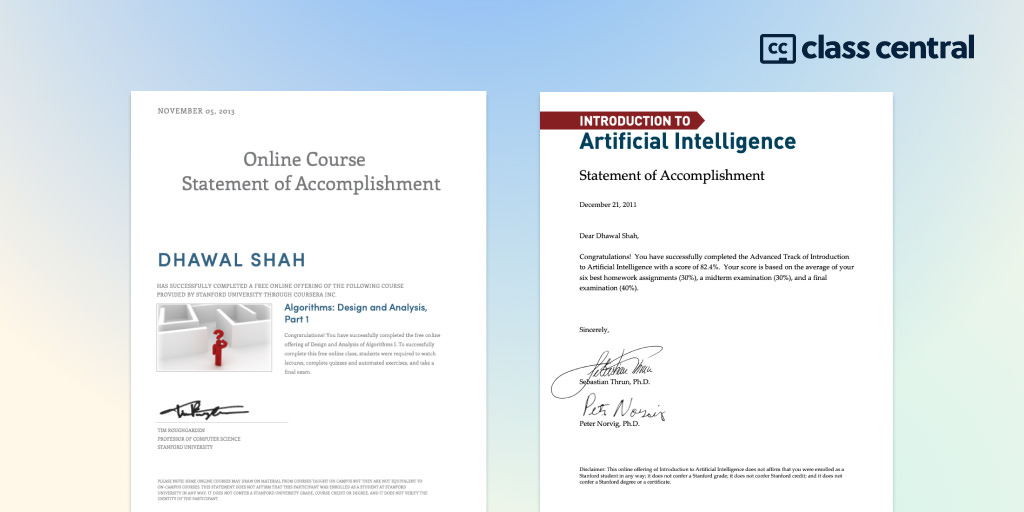 cc class central
NOVEMBER 05, 2013
Online Course
Statement of Accomplishment
DHAWAL SHAH
HAS SUCCESSFULLY COMPLETED A FREE ONLINE OFFERING OF THE FOLLOWING COURSE
PROVIDED BY STANFORD UNIVERSITY THROUGH COURSERA INC.
Algorithms: Design and Analysis,
Part 1
Congratulations! You have successfully completed the free online
offering of Design and Analysis of Algorithms I. To successfully
complete this free online class, students were required to watch
lectures, complete quizzes and automated exercises, and take a
final exam.
TIM ROUGHGARDEN
PROFESSOR OF COMPUTER SCIENCE
STANFORD UNIVERSITY
PLEASE NOTE: SOME ONLINE COURSES MAY DRAW ON MATERIAL FROM COURSES TAUGHT ON CAMPUS BUT THEY ARE NOT EQUIVALENT TO
ON-CAMPUS COURSES. THIS STATEMENT DOES NOT AFFIRM THAT THIS PARTICIPANT WAS ENROLLED AS A STUDENT AT STANFORD
UNIVERSITY IN ANY WAY. IT DOES NOT CONFER A STANFORD UNIVERSITY GRADE, COURSE CREDIT OR DEGREE, AND IT DOES NOT VERIFY THE
IDENTITY OF THE PARTICIPANT.
INTRODUCTION TO
Artificial Intelligence
Statement of Accomplishment
December 21, 2011
Dear Dhawal Shah,
Congratulations! You have successfully completed the Advanced Track of Introduction
to Artificial Intelligence with a score of 82.4%. Your score is based on the average of your
six best homework assignments (30%), a midterm examination (30%), and a final
examination (40%).
Sincerely,
Sebastian Thrun
Sebastian Thrun, Ph.D.
Peter Norvig
Peter Norvig, Ph.D.
Disclaimer: This online offering of Introduction to Artificial Intelligence does not affirm that you were enrolled as a
Stanford student in any way; it does not confer a Stanford grade; it does not confer Stanford credit; and it does not
confer a Stanford degree or a certificate.